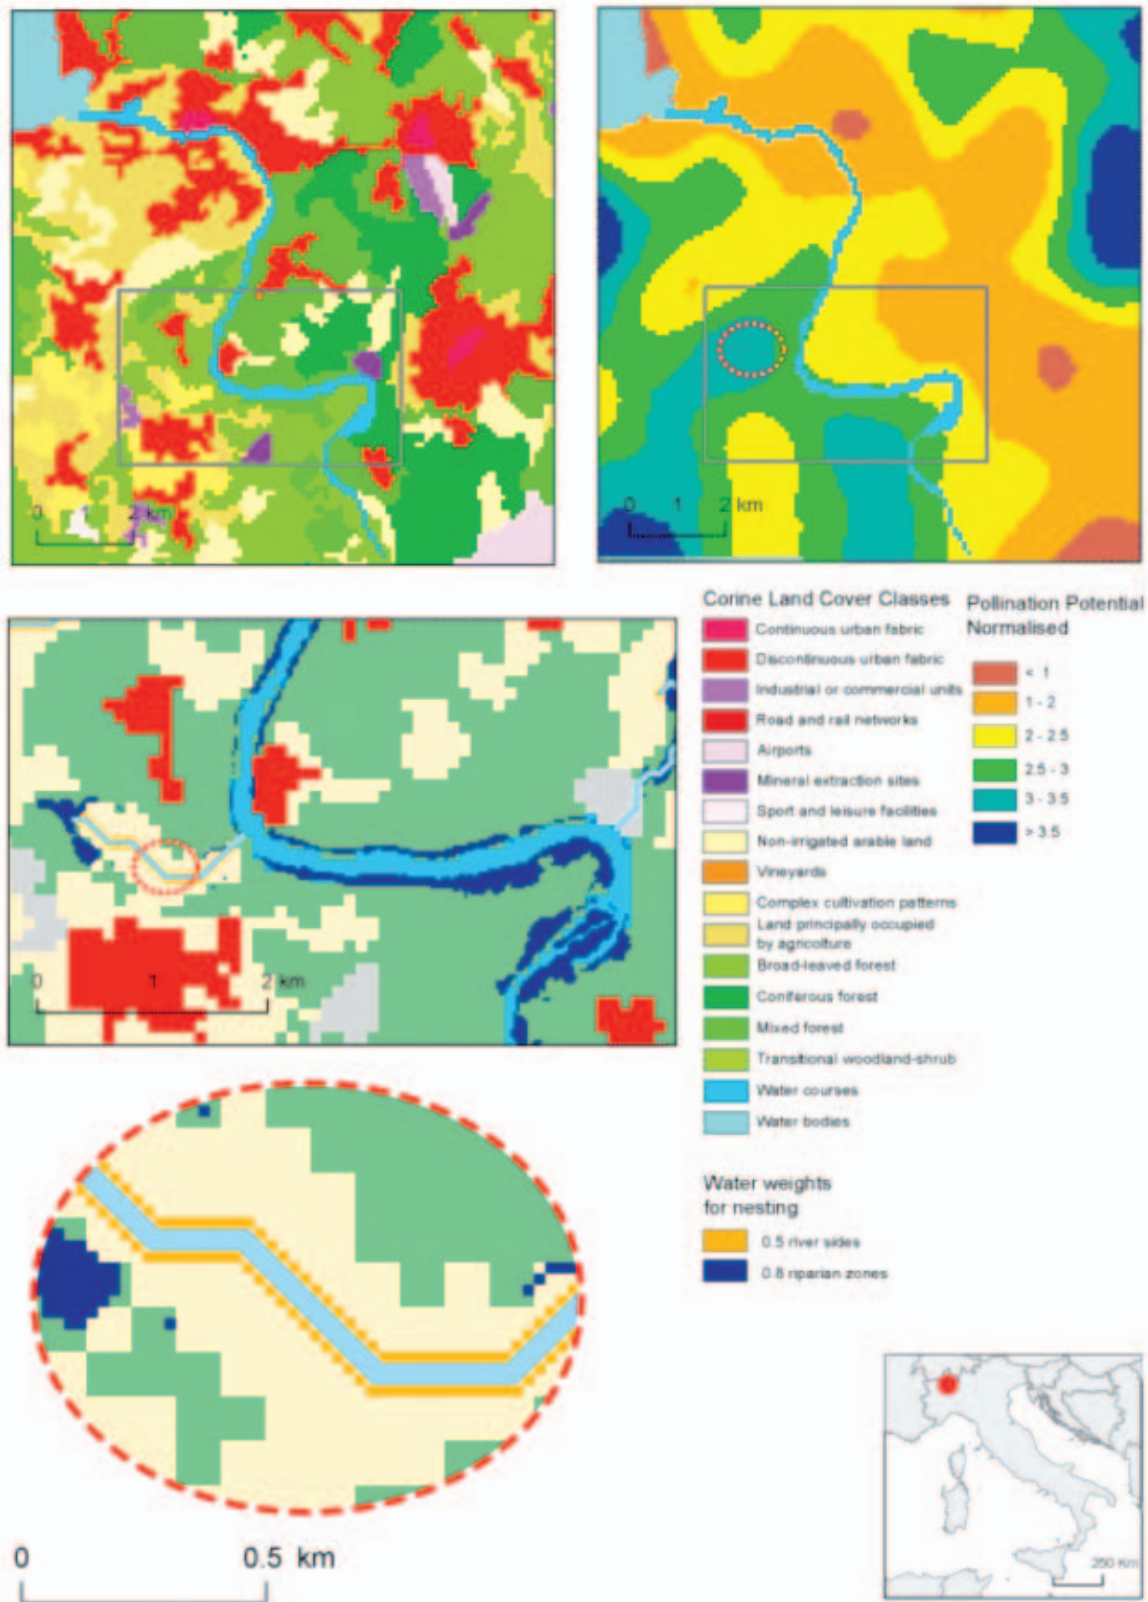 0 1 2 km
0 1 2 km
Corine Land Cover Classes
Continuous urban fabric
Discontinuous urban fabric
Industrial or commercial units
Road and rail networks
Airports
Mineral extraction sites
Sport and leisure facilities
Non-irrigated arable land
Vineyards
Complex cultivation patterns
Land principally occupied
by agricolture
Broad-leaved forest
Coniferous forest
Mixed forest
Transitional woodland-shrub
Water courses
Water bodies
Pollination Potential
Normalised
< 1
1 - 2
2 - 2.5
2.5 - 3
3 - 3.5
> 3.5
0 1 2 km
Water weights
for nesting
0.5 river sides
0.8 riparian zones
0 0.5 km
250 Km